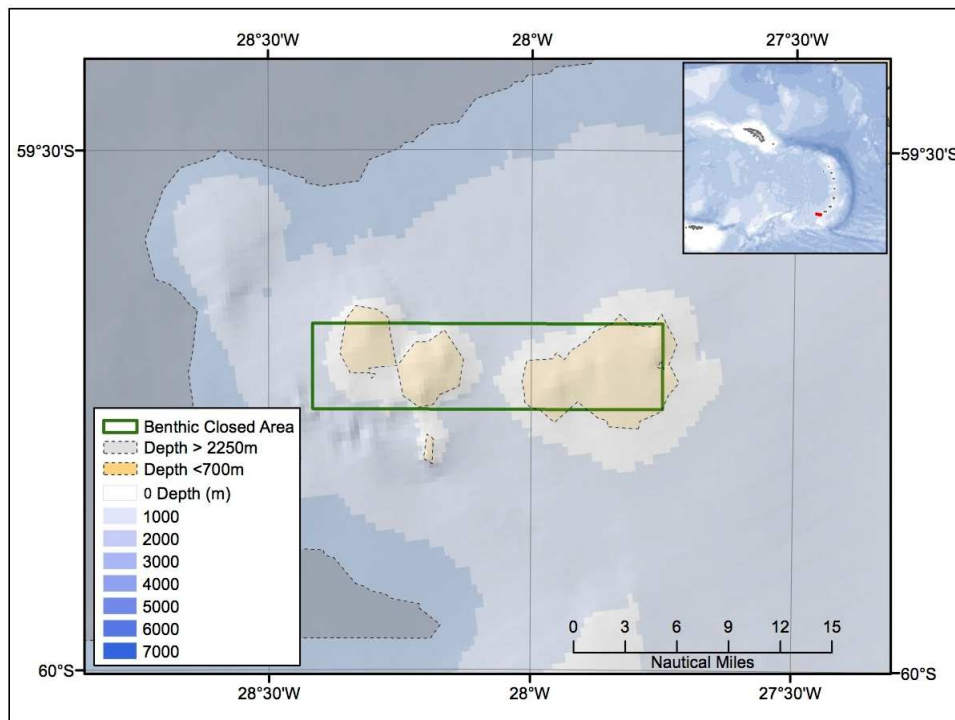 28°30'W 28°W 27°30'W
59°30'S 59°30'S
Benthic Closed Area
Depth > 2250m
Depth <700m
0 Depth (m)
1000
2000
3000
4000
5000
6000
7000
0 3 6 9 12 15
Nautical Miles
60°S 60°S
28°30'W 28°W 27°30'W